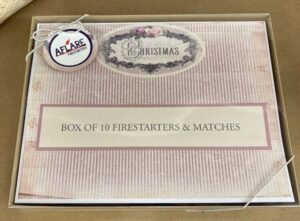 AFLARE
CHRISTMAS
BOX OF 10 FIRESTARTERS & MATCHES